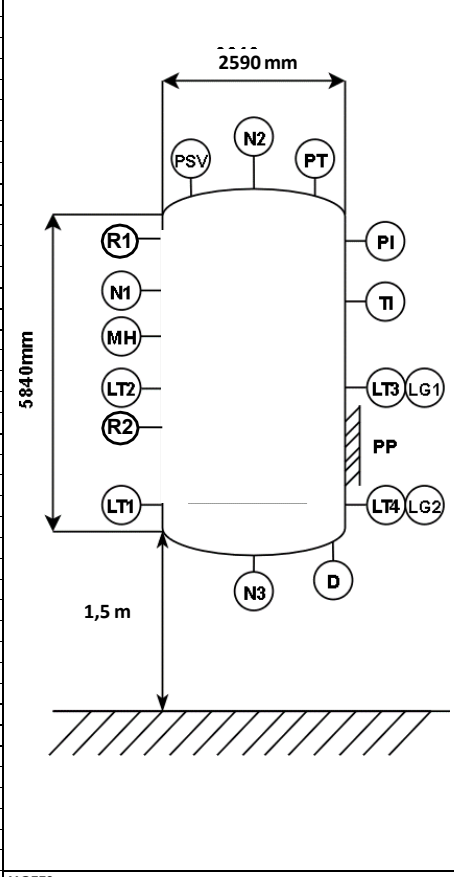 2590 mm
N2
PSV
PT
R1
PI
N1
TI
MH
5840mm
LT2
LT3
LG1
R2
PP
LT1
LT4
LG2
N3
D
1,5 m